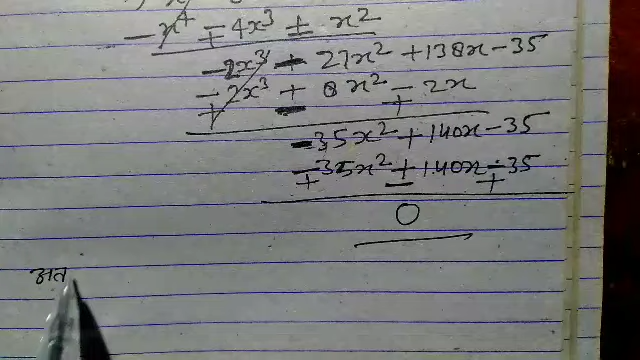 - x⁴ ∓ 4x³ ± x²
- 2x³ - 27x² + 138x - 35
- 2x³ + 8x² - 2x
+ - +
- 35x² + 140x - 35
- 35x² + 140x - 35
+ - +
0
अत